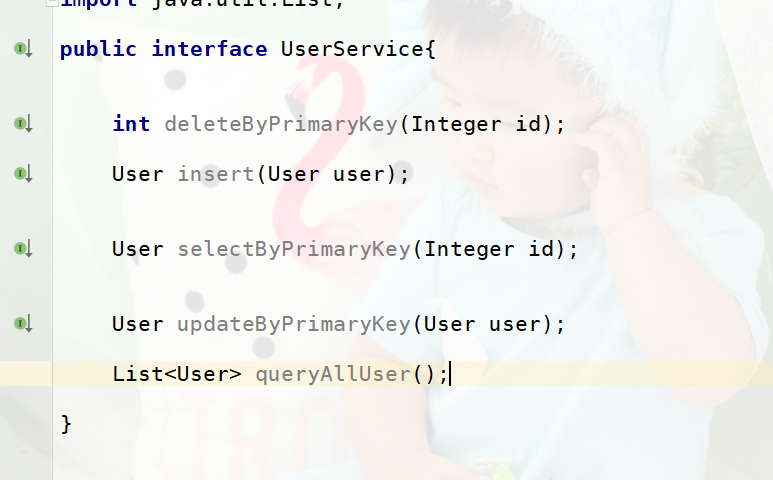 import java.util.List;
public interface UserService{
int deleteByPrimaryKey(Integer id);
User insert(User user);
User selectByPrimaryKey(Integer id);
User updateByPrimaryKey(User user);
List<User> queryAllUser();
}